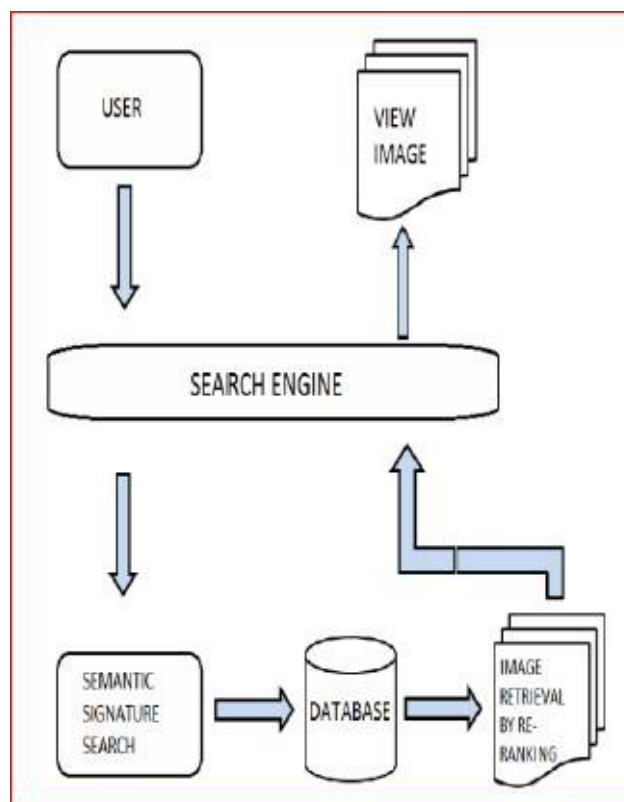 USER
VIEW
IMAGE
SEARCH ENGINE
SEMANTIC
SIGNATURE
SEARCH
DATABASE
IMAGE
RETRIEVAL
BY RE-
RANKING